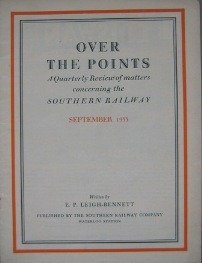 OVER
THE POINTS
A Quarterly Review of matters
concerning the
SOUTHERN RAILWAY
SEPTEMBER 1935
Written by
E. P. LEIGH-BENNETT
PUBLISHED BY THE SOUTHERN RAILWAY COMPANY
WATERLOO STATION